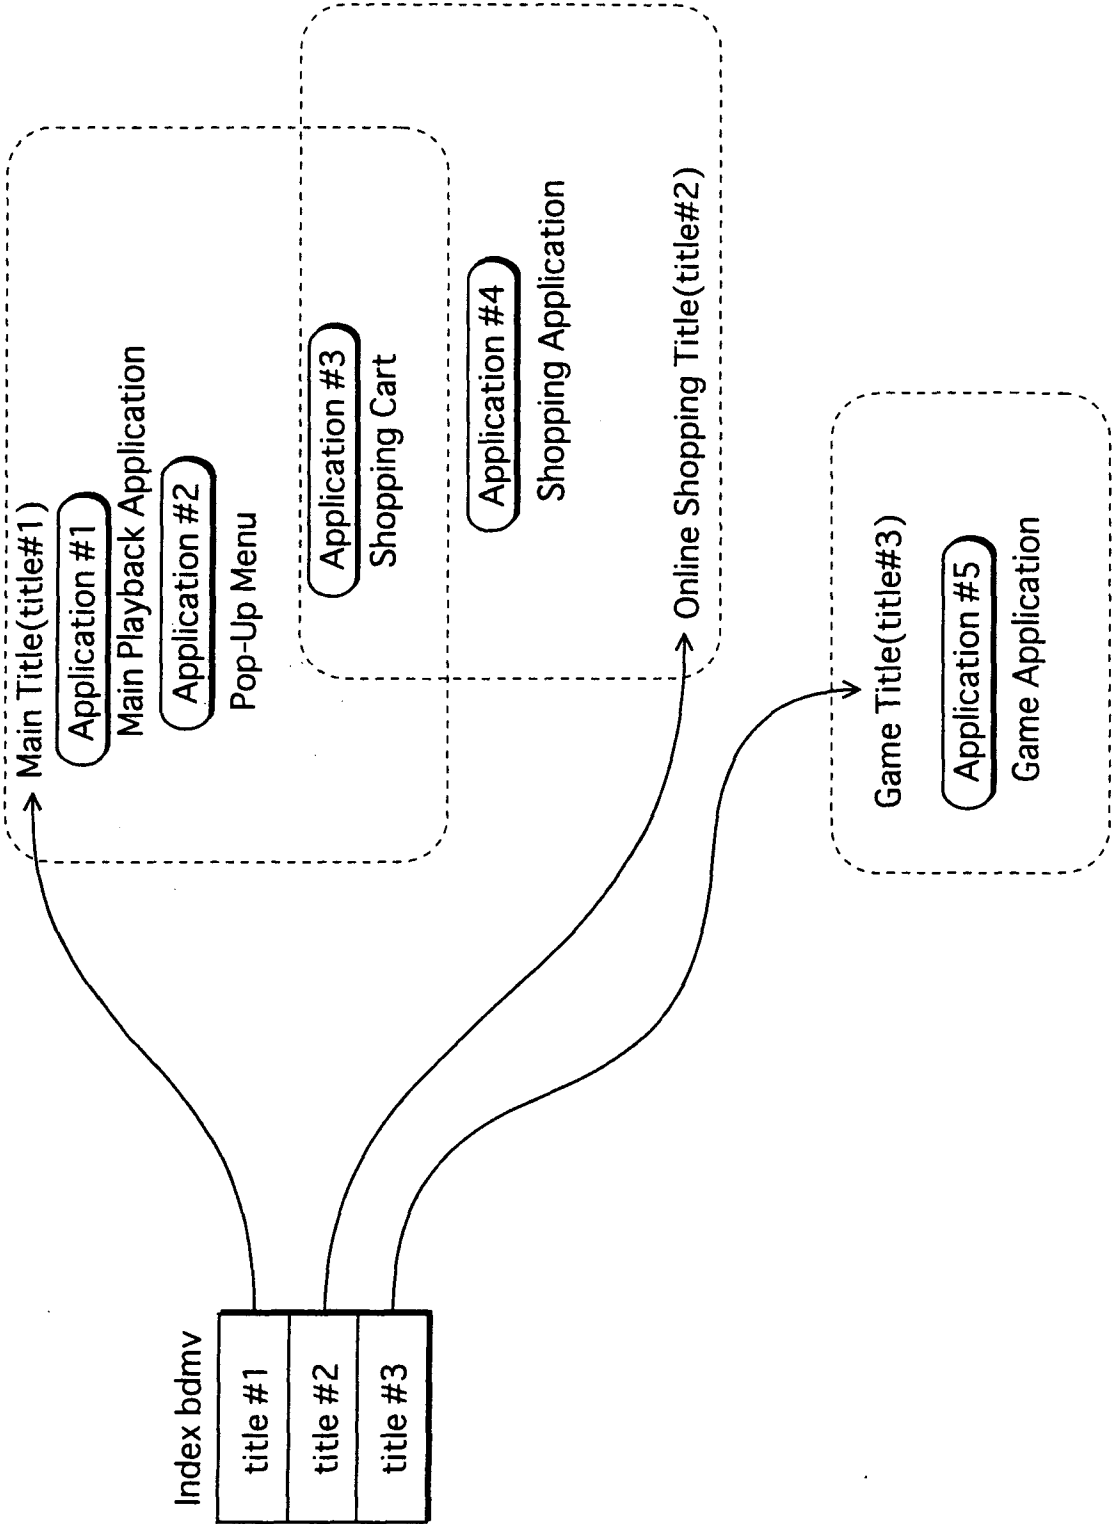 Index bdmv
title #1
title #2
title #3
Main Title(title#1)
Application #1
Main Playback Application
Application #2
Pop-Up Menu
Application #3
Shopping Cart
Application #4
Shopping Application
Online Shopping Title(title#2)
Game Title(title#3)
Application #5
Game Application